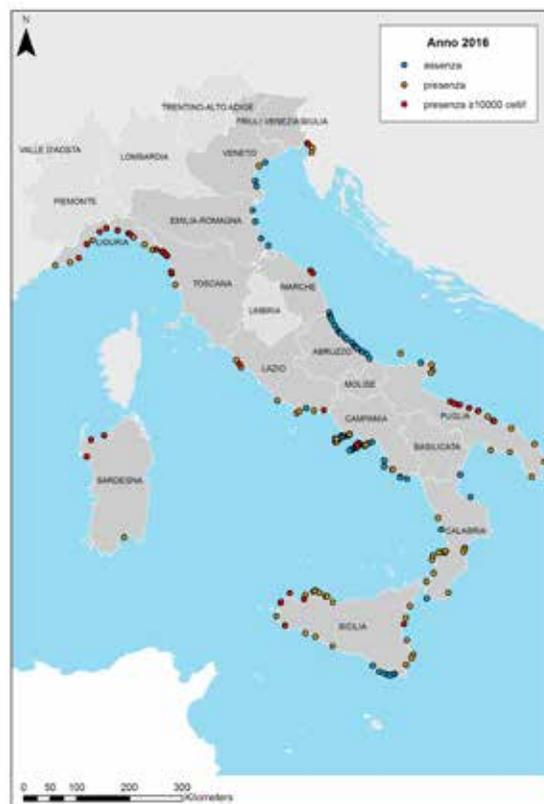 N
Anno 2016
essenza
presenza
presenza ≥10000 cell/l
TRENTINO-ALTO ADIGE
FRIULI VENEZIA GIULIA
VALLE D'AOSTA
LOMBARDIA
VENETO
PIEMONTE
EMILIA-ROMAGNA
LIGURIA
TOSCANA
MARCHE
UMBRIA
ABRUZZO
LAZIO
MOLISE
CAMPANIA
PUGLIA
BASILICATA
SARDEGNA
CALABRIA
SICILIA
0 50 100 200 300
Kilometers